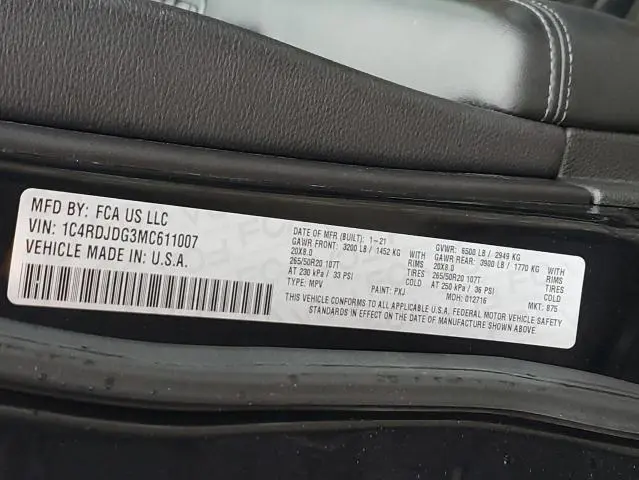 MFD BY: FCA US LLC
VIN: 1C4RDJDG3MC611007
VEHICLE MADE IN: U.S.A.
DATE OF MFR (BUILT): 1-21 GVWR: 6500 LB / 2949 KG
GAWR FRONT: 3200 LB / 1452 KG WITH GAWR REAR: 3900 LB / 1770 KG WITH
20X8.0 RIMS 20X8.0 RIMS
265/50R20 107T TIRES 265/50R20 107T TIRES
AT 230 kPa / 33 PSI COLD AT 250 kPa / 36 PSI COLD
TYPE: MPV PAINT: PXJ MDH: 012716 MKT: 875
THIS VEHICLE CONFORMS TO ALL APPLICABLE U.S.A. FEDERAL MOTOR VEHICLE SAFETY
STANDARDS IN EFFECT ON THE DATE OF MANUFACTURE SHOWN ABOVE.